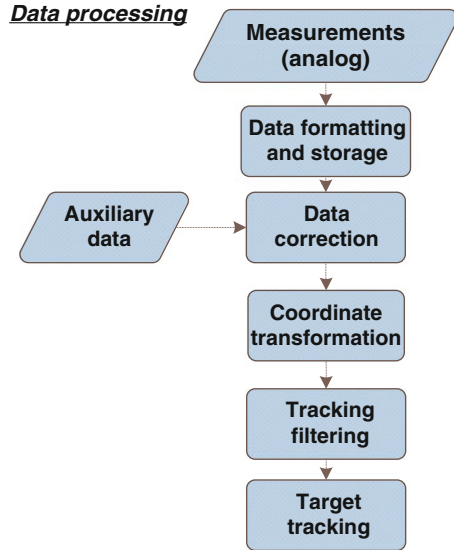 Data processing
Measurements
(analog)
Data formatting
and storage
Auxiliary
data
Data
correction
Coordinate
transformation
Tracking
filtering
Target
tracking